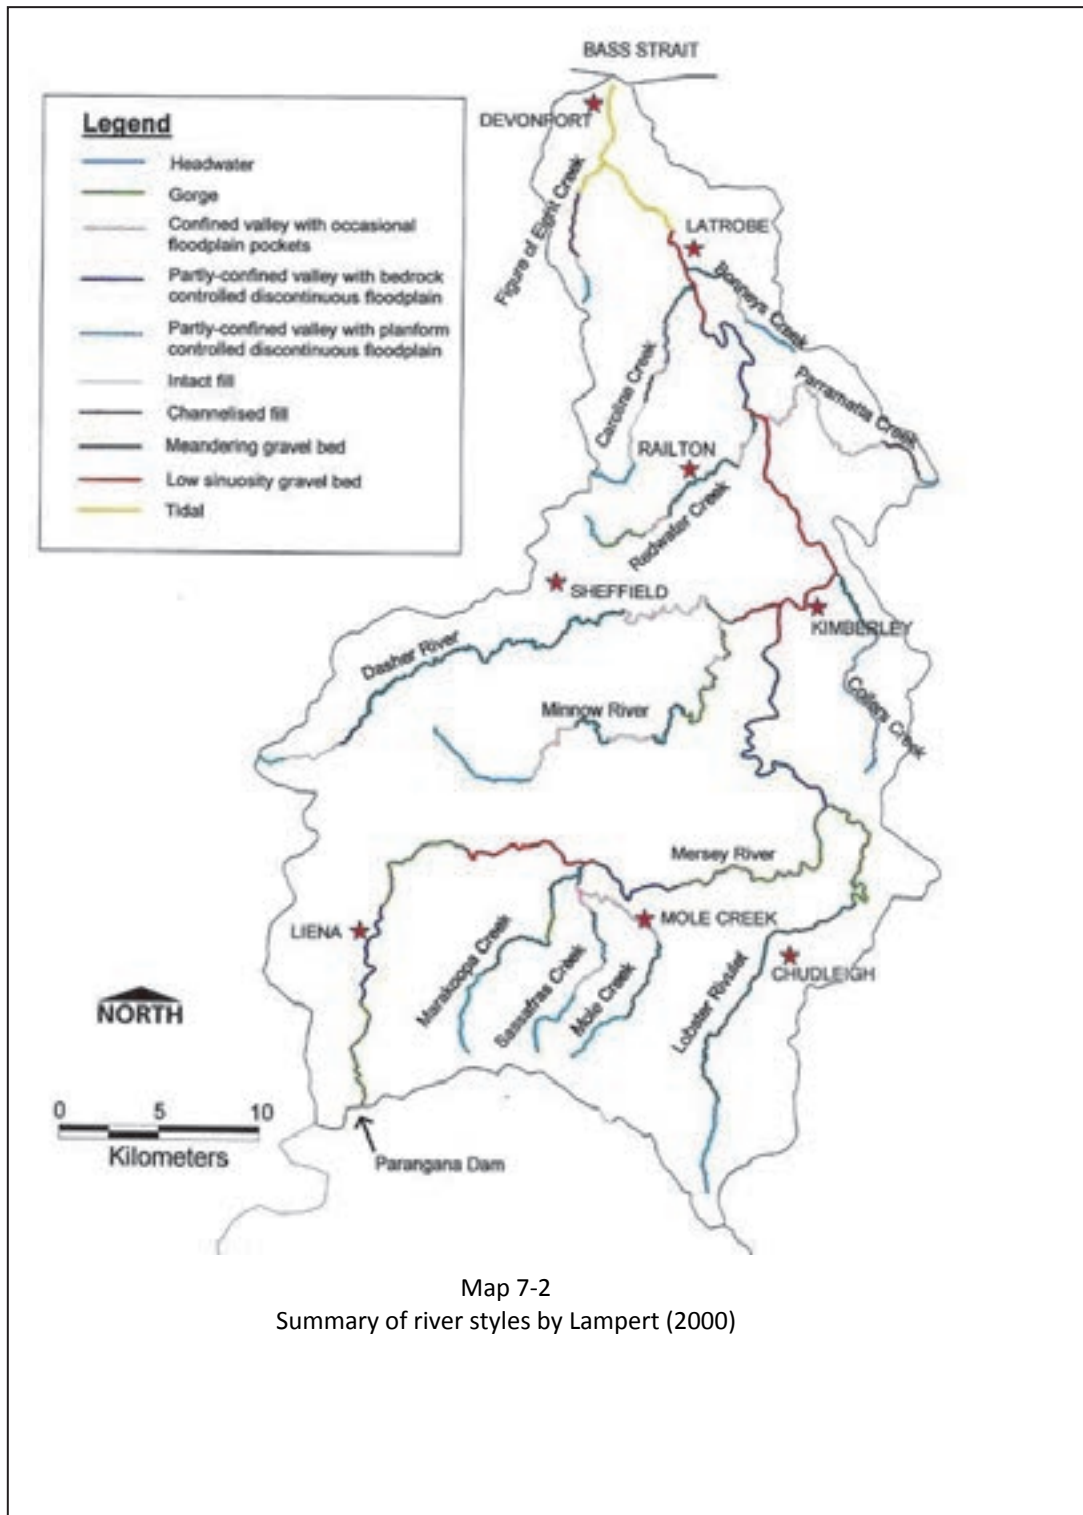 BASS STRAIT
DEVONPORT
Legend
Headwater
Gorge
Confined valley with occasional
floodplain pockets
Partly-confined valley with bedrock
controlled discontinuous floodplain
Partly-confined valley with planform
controlled discontinuous floodplain
Intact fill
Channelised fill
Meandering gravel bed
Low sinuosity gravel bed
Tidal
Figure of Eight Creek
LATROBE
Bonneys Creek
Caroline Creek
Parramatta Creek
RAILTON
Redwater Creek
SHEFFIELD
KIMBERLEY
Dasher River
Minnow River
Coilers Creek
Mersey River
LIENA
MOLE CREEK
Marakoopa Creek
Sassafras Creek
Mole Creek
Lobster Rivulet
CHUDLEIGH
NORTH
0 5 10
Kilometers
Parangana Dam
Map 7-2
Summary of river styles by Lampert (2000)